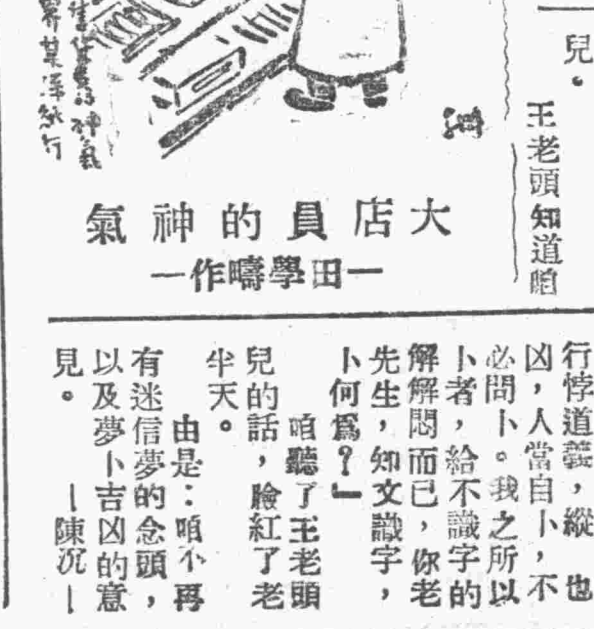 兒。
王老頭知道咱
大店員的神氣
—田學疇作—
行悖道義，縱　也
凶，人當自卜，不
必問卜。我之所以
卜者，給不識字的
解解悶而已，你老
先生，知文識字，
卜何爲？」
咱聽了王老頭
兒的話，臉紅了老
半天。
由是：咱不再
有迷信夢的念頭，
以及夢卜吉凶的意
見。　—陳沉—